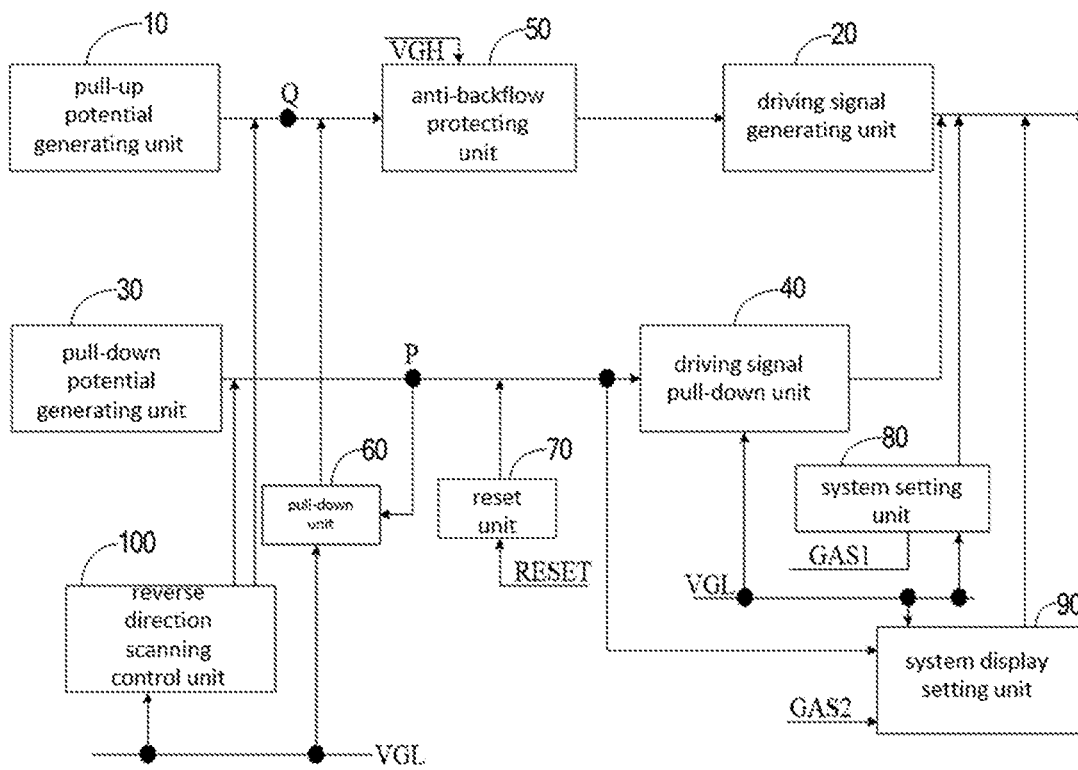 10
pull-up
potential
generating unit
Q
VGH
50
anti-backflow
protecting
unit
20
driving signal
generating unit
30
pull-down
potential
generating unit
P
40
driving signal
pull-down unit
60
pull-down
unit
70
reset
unit
RESET
80
system setting
unit
GAS1
VGL
100
reverse
direction
scanning
control unit
90
system display
setting unit
GAS2
VGL